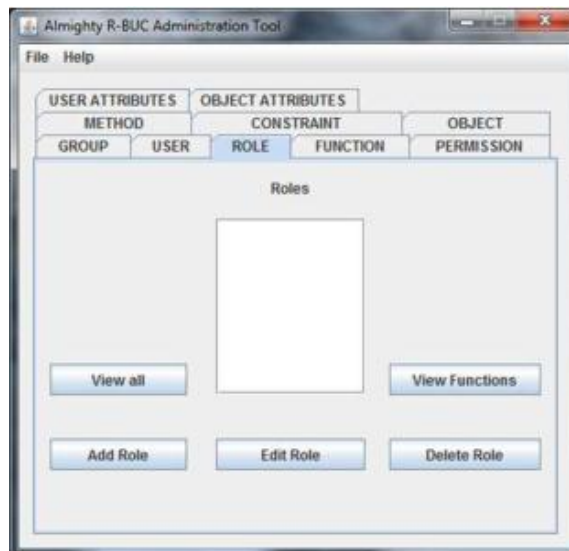 Almighty R-BUC Administration Tool
File Help
USER ATTRIBUTES OBJECT ATTRIBUTES
METHOD CONSTRAINT OBJECT
GROUP USER ROLE FUNCTION PERMISSION
Roles
View all View Functions
Add Role Edit Role Delete Role